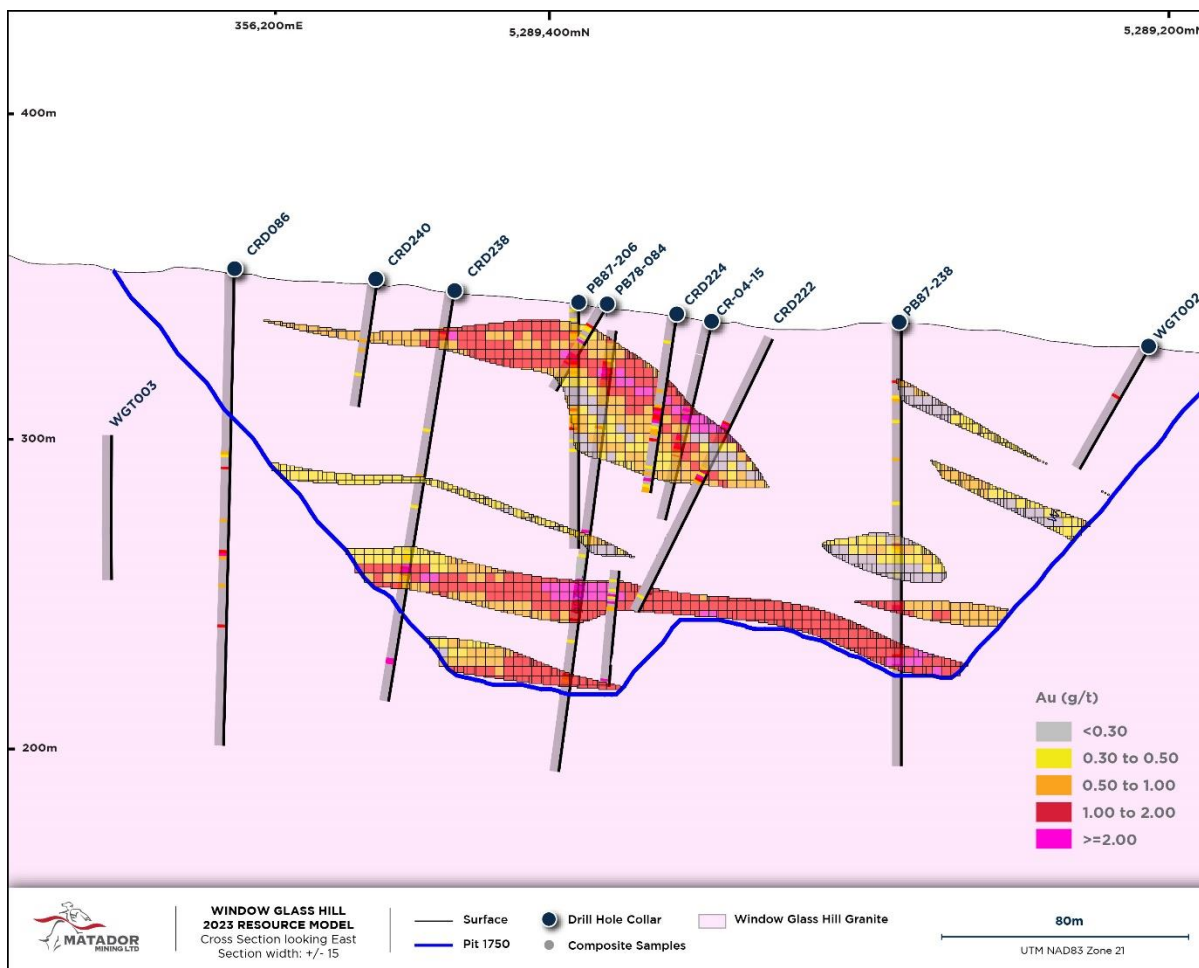 356,200mE
5,289,400mN
5,289,200mN
400m
CRD086
CRD240
CRD238
PB87-206
PB78-084
CRD224
CR-04-15
CRD222
PB87-238
WGT002
WGT003
300m
200m
Au (g/t)
<0.30
0.30 to 0.50
0.50 to 1.00
1.00 to 2.00
>=2.00
MATADOR
MINING LTD
WINDOW GLASS HILL
2023 RESOURCE MODEL
Cross Section looking East
Section width: +/- 15
Surface
Pit 1750
Drill Hole Collar
Composite Samples
Window Glass Hill Granite
80m
UTM NAD83 Zone 21